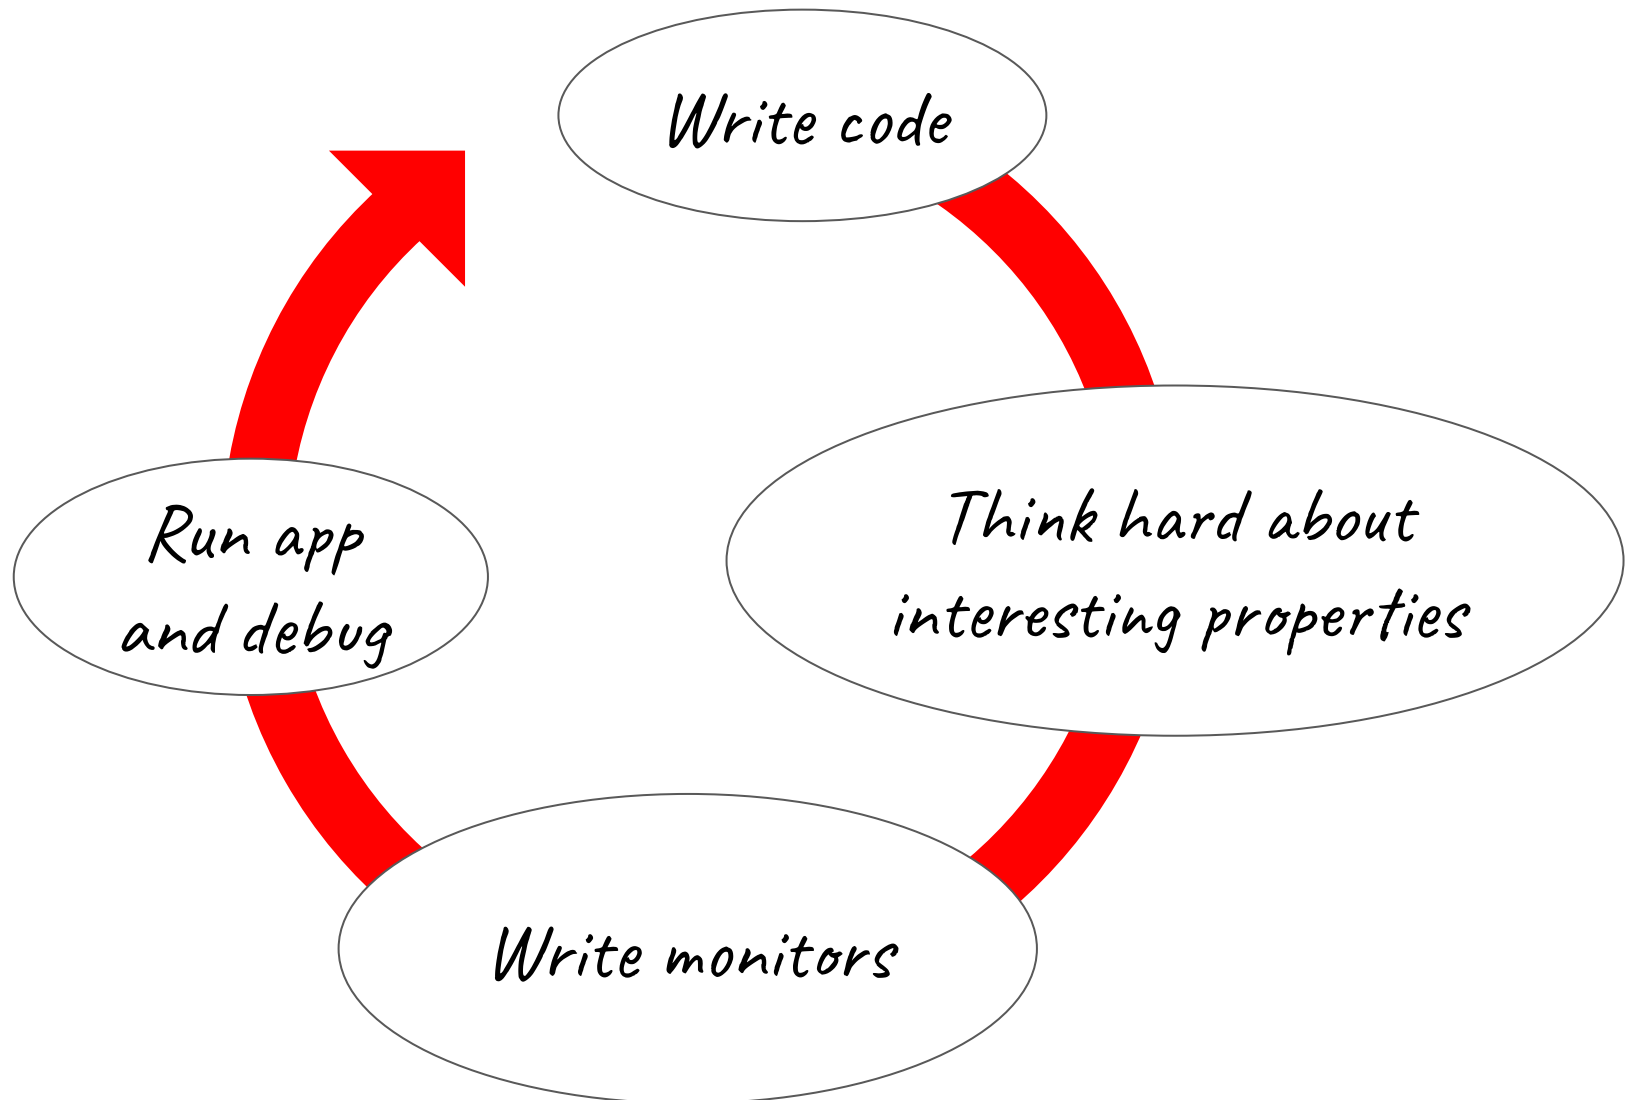 Write code
Think hard about
interesting properties
Write monitors
Run app
and debug